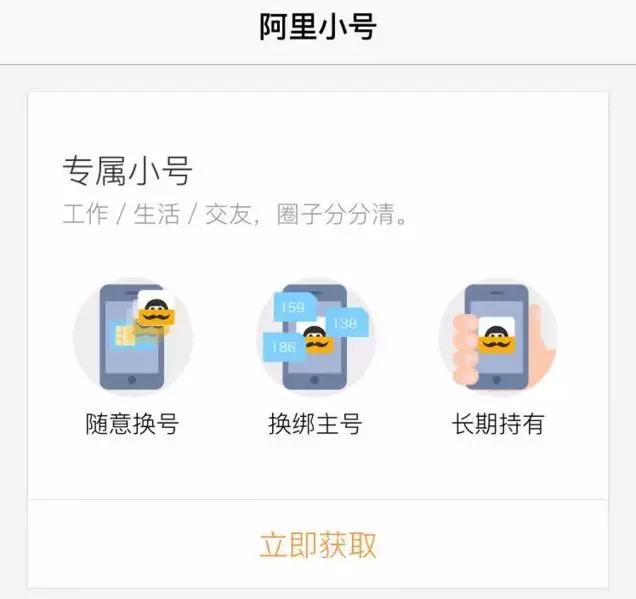 阿里小号
专属小号
工作 / 生活 / 交友，圈子分分清。
159
138
186
随意换号 换绑主号 长期持有
立即获取